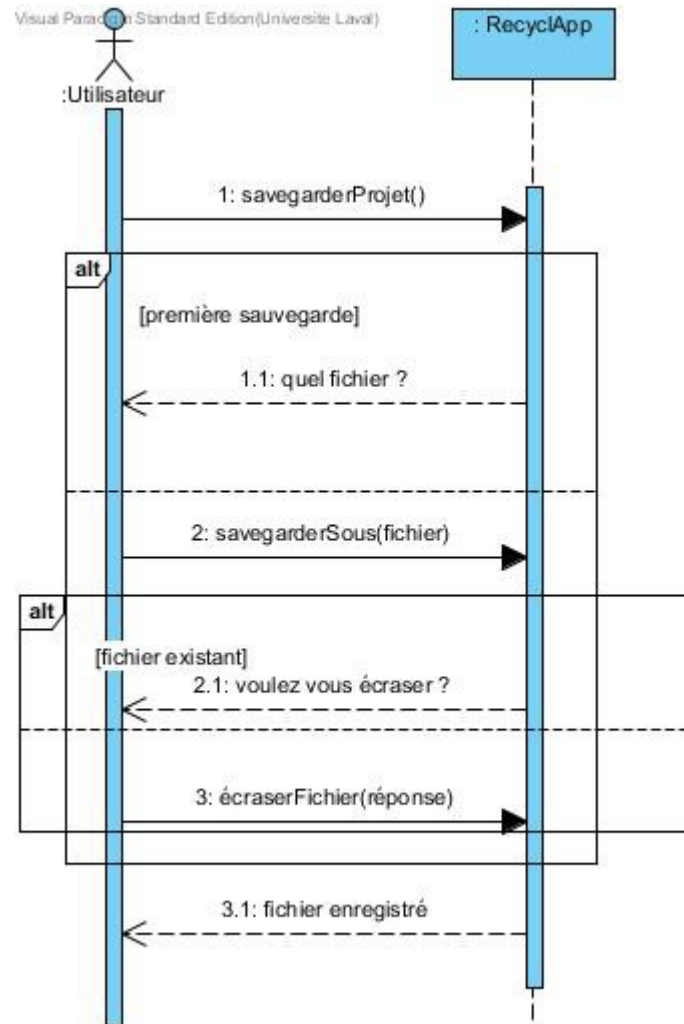 Visual Paradigm Standard Edition(Universite Laval)
: RecyclApp
:Utilisateur
1: savegarderProjet()
alt
[première sauvegarde]
1.1: quel fichier ?
2: savegarderSous(fichier)
alt
[fichier existant]
2.1: voulez vous écraser ?
3: écraserFichier(réponse)
3.1: fichier enregistré